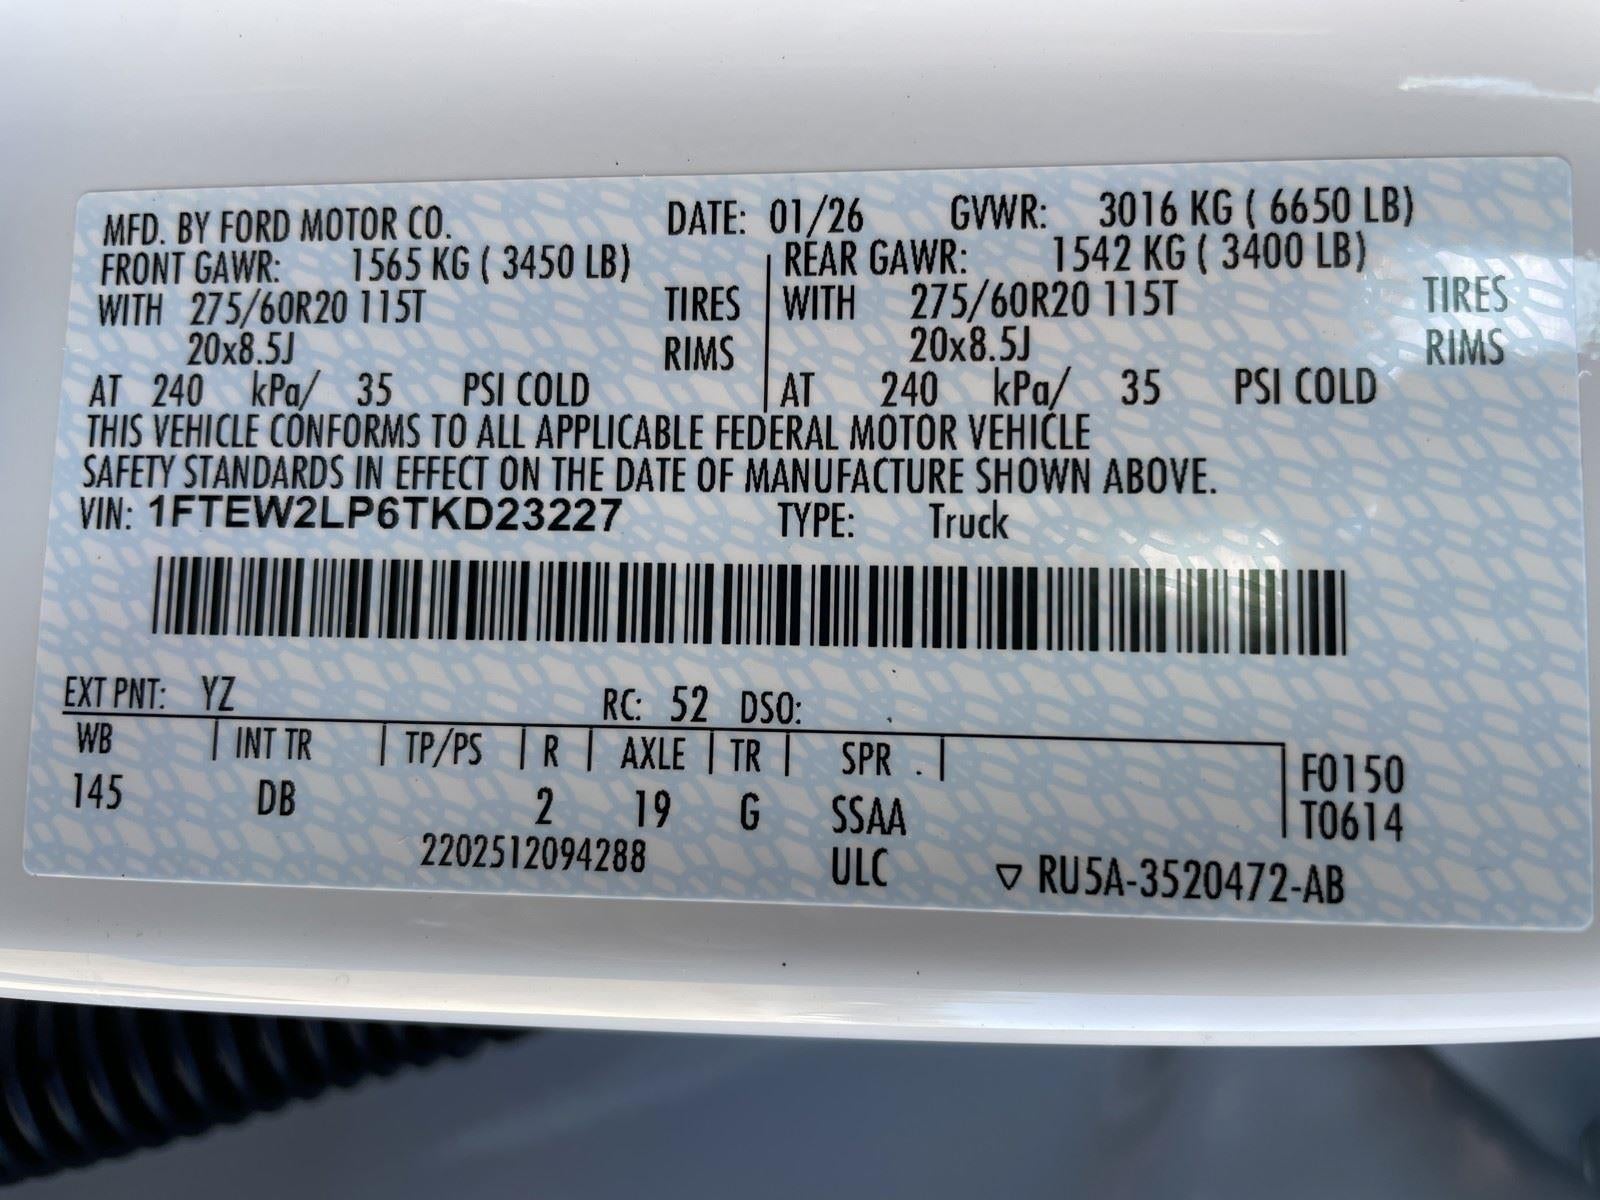 MFD. BY FORD MOTOR CO. DATE: 01/26 GVWR: 3016 KG ( 6650 LB)
FRONT GAWR: 1565 KG ( 3450 LB) REAR GAWR: 1542 KG ( 3400 LB)
WITH 275/60R20 115T TIRES WITH 275/60R20 115T TIRES
20x8.5J RIMS 20x8.5J RIMS
AT 240 kPa/ 35 PSI COLD AT 240 kPa/ 35 PSI COLD
THIS VEHICLE CONFORMS TO ALL APPLICABLE FEDERAL MOTOR VEHICLE
SAFETY STANDARDS IN EFFECT ON THE DATE OF MANUFACTURE SHOWN ABOVE.
VIN: 1FTEW2LP6TKD23227 TYPE: Truck
EXT PNT: YZ RC: 52 DSO:
WB INT TR TP/PS R AXLE TR SPR
145 DB 2 19 G SSAA
F0150
T0614
2202512094288 ULC ▽ RU5A-3520472-AB